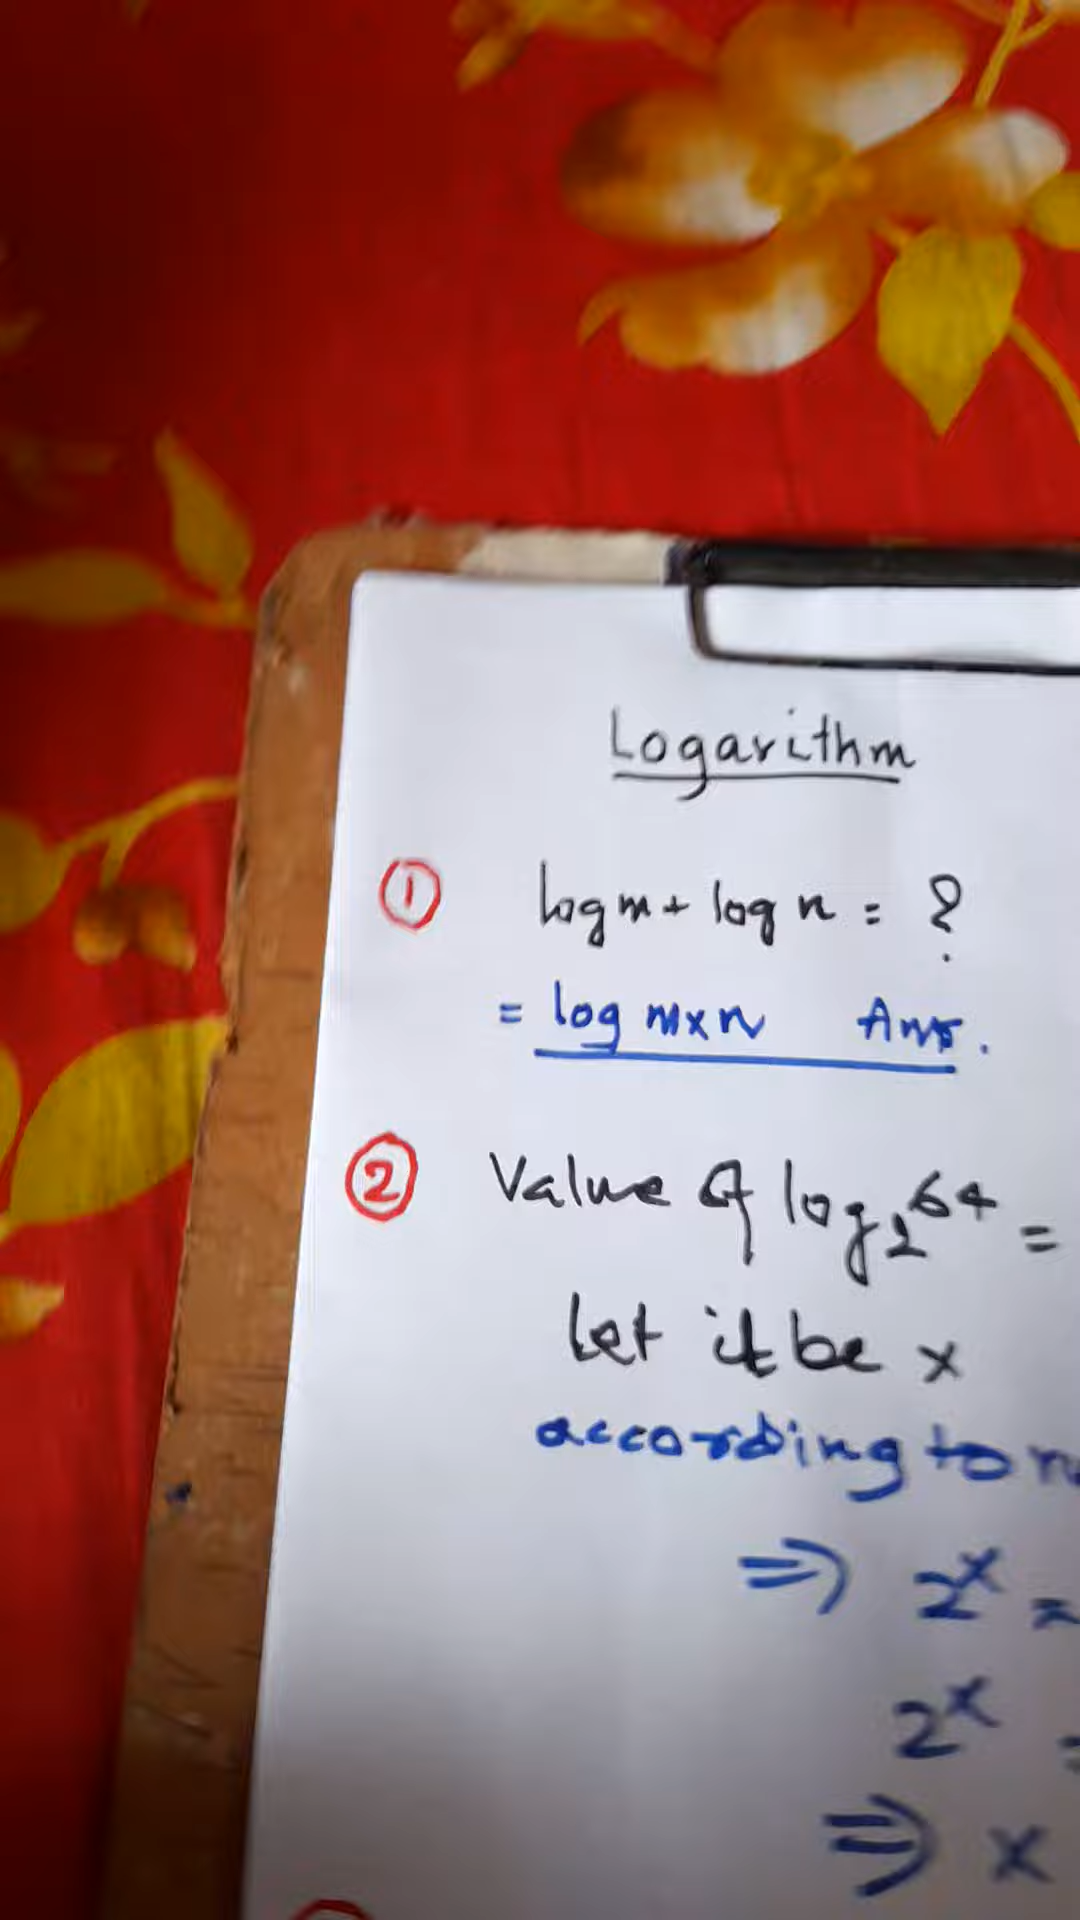 Logarithm
① log m + log n = ?
= log m×n Ans.
② Value of log₂⁶⁴ =
Let it be x
according to
⇒ 2ˣ =
2ˣ =
⇒ x